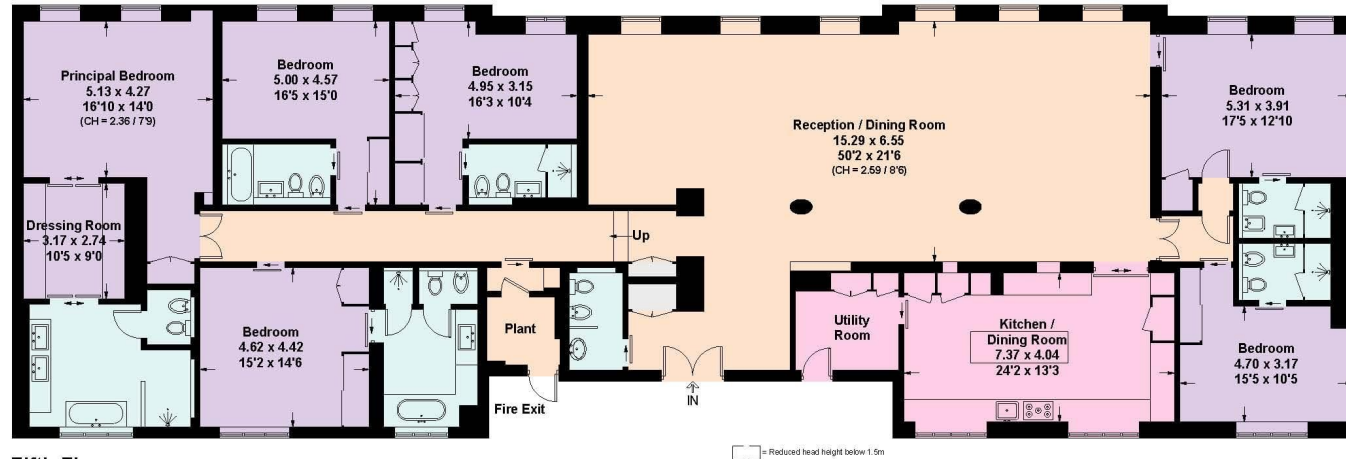 Principal Bedroom
5.13 x 4.27
16'10 x 14'0
(CH = 2.36 / 7'9)
Bedroom
5.00 x 4.57
16'5 x 15'0
Bedroom
4.95 x 3.15
16'3 x 10'4
Reception / Dining Room
15.29 x 6.55
50'2 x 21'6
(CH = 2.59 / 8'6)
Bedroom
5.31 x 3.91
17'5 x 12'10
Dressing Room
3.17 x 2.74
10'5 x 9'0
Up
Bedroom
4.62 x 4.42
15'2 x 14'6
Plant
Fire Exit
IN
Utility
Room
Kitchen /
Dining Room
7.37 x 4.04
24'2 x 13'3
Bedroom
4.70 x 3.17
15'5 x 10'5
= Reduced head height below 1.5m